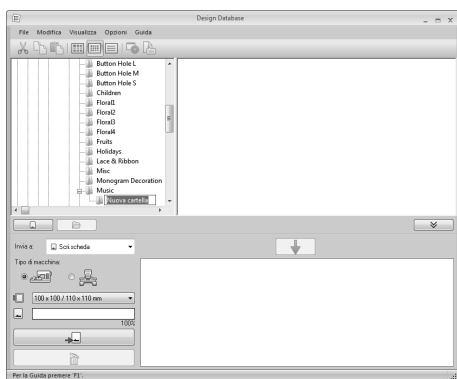 Design Database
File Modifica Visualizza Opzioni Guida
Button Hole L
Button Hole M
Button Hole S
Children
Floral1
Floral2
Floral3
Floral4
Fruits
Holidays
Lace & Ribbon
Misc
Monogram Decoration
Music
Nuova cartella
Invia a: Scri.scheda
Tipo di macchina:
100 x 100 / 110 x 110 mm
100%
Per la Guida premere 'F1'.